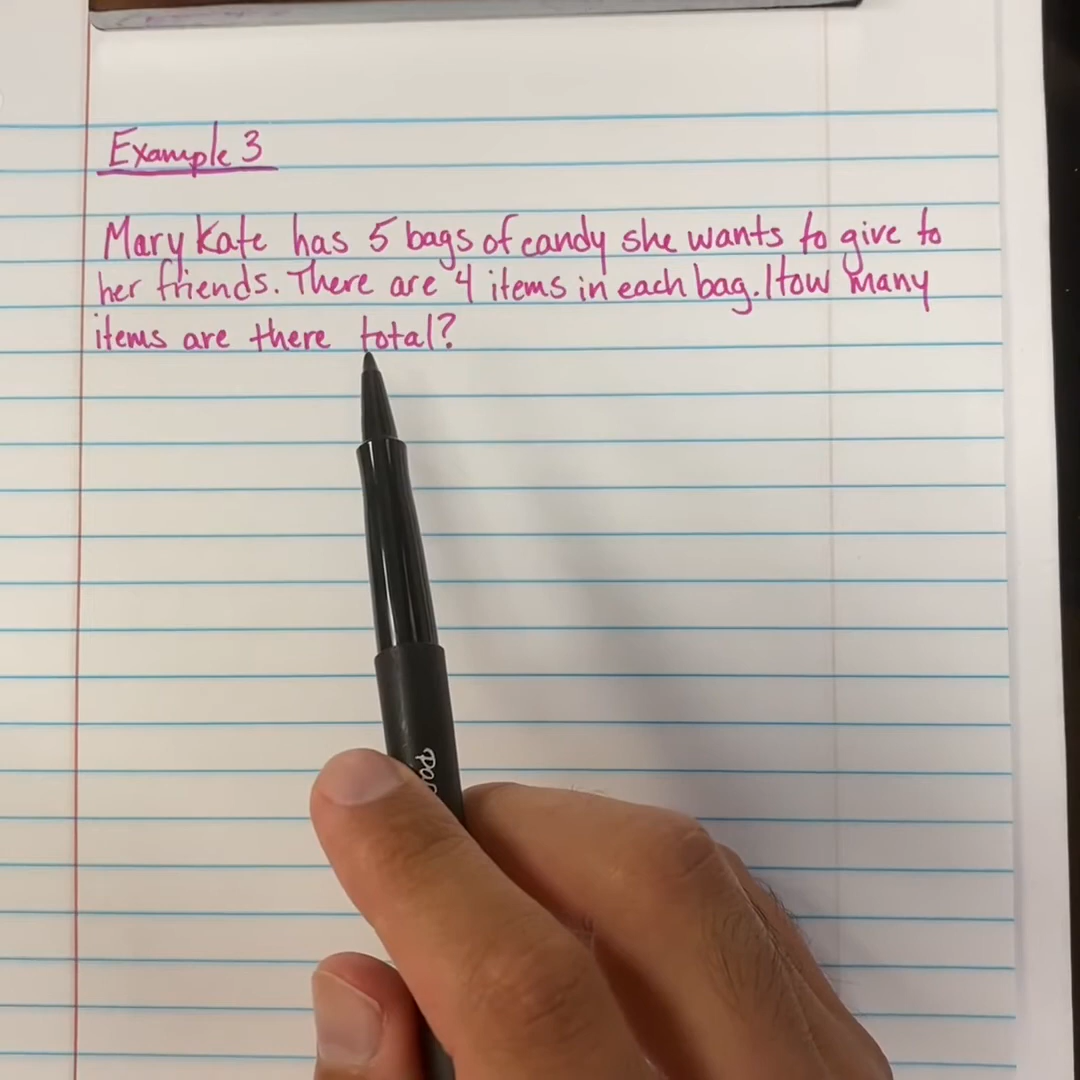 Example 3
Mary Kate has 5 bags of candy she wants to give to
her friends. There are 4 items in each bag. How many
items are there total?